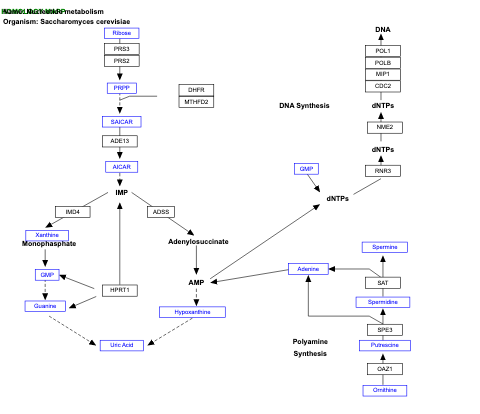 Name: Nucleotide metabolism
Organism: Saccharomyces cerevisiae
Ribose
PRS3
PRS2
PRPP
DHFR
MTHFD2
SAICAR
ADE13
AICAR
IMP
IMD4
ADSS
Xanthine
Monophasphate
Adenylosuccinate
GMP
HPRT1
AMP
Guanine
Hypoxanthine
Uric Acid
DNA
POL1
POLB
MIP1
CDC2
DNA Synthesis
dNTPs
NME2
dNTPs
GMP
RNR3
dNTPs
Spermine
Adenine
SAT
Spermidine
SPE3
Polyamine
Synthesis
Putrescine
OAZ1
Ornithine